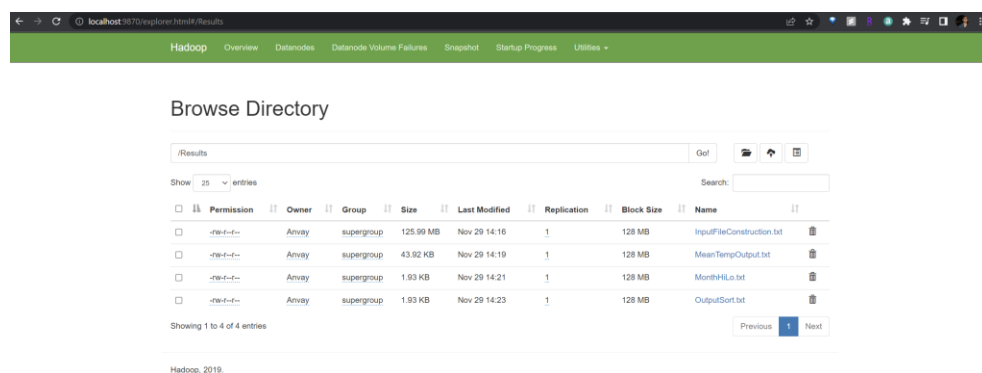 localhost:9870/explorer.html#/Results
Hadoop Overview Datanodes Datanode Volume Failures Snapshot Startup Progress Utilities
Browse Directory
/Results Go!
Show 25 entries Search:
Permission Owner Group Size Last Modified Replication Block Size Name
-rw-r--r-- Anvay supergroup 125.99 MB Nov 29 14:16 1 128 MB InputFileConstruction.txt
-rw-r--r-- Anvay supergroup 43.92 KB Nov 29 14:19 1 128 MB MeanTempOutput.txt
-rw-r--r-- Anvay supergroup 1.93 KB Nov 29 14:21 1 128 MB MonthHiLo.txt
-rw-r--r-- Anvay supergroup 1.93 KB Nov 29 14:23 1 128 MB OutputSort.txt
Showing 1 to 4 of 4 entries Previous 1 Next
Hadoop, 2019.